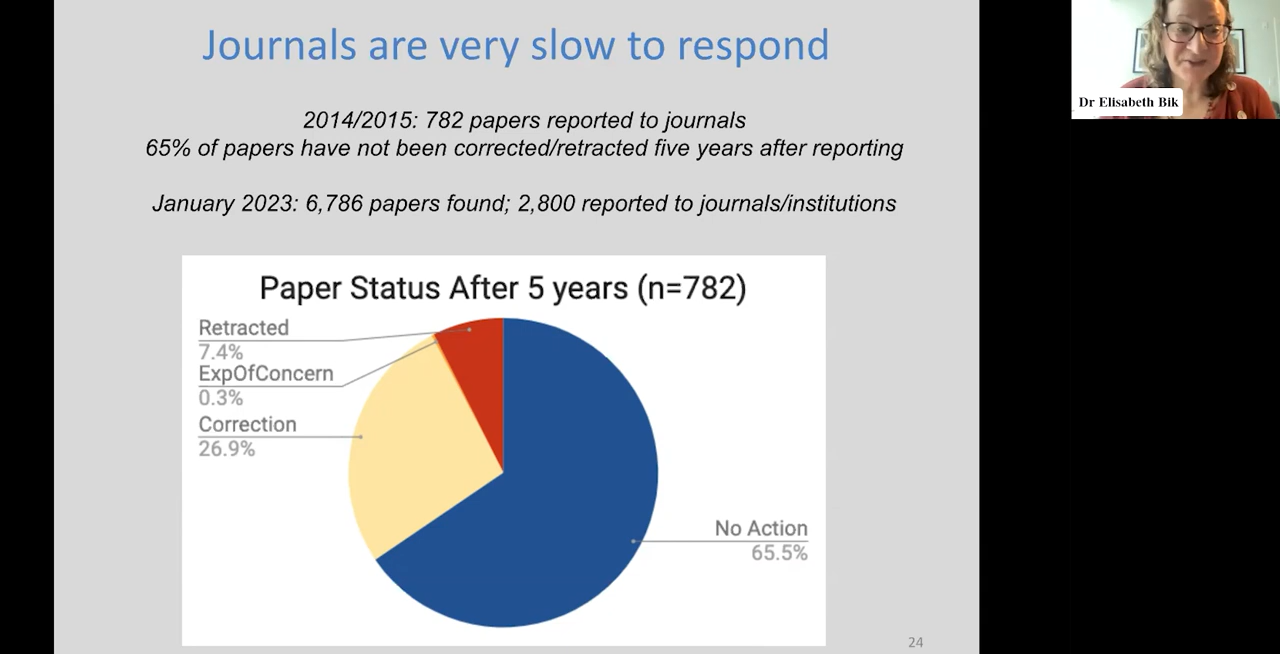 Journals are very slow to respond
Dr Elisabeth Bik
2014/2015: 782 papers reported to journals
65% of papers have not been corrected/retracted five years after reporting
January 2023: 6,786 papers found; 2,800 reported to journals/institutions
Paper Status After 5 years (n=782)
Retracted
7.4%
ExpOfConcern
0.3%
Correction
26.9%
No Action
65.5%
24